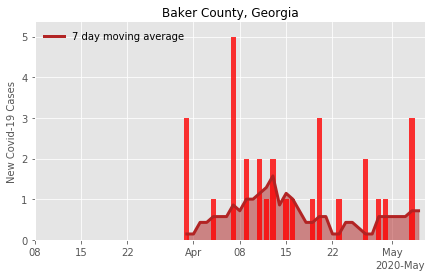 Baker County, Georgia
7 day moving average
New Covid-19 Cases
5
4
3
2
1
0
08 15 22 Apr 08 15 22 May
2020-May